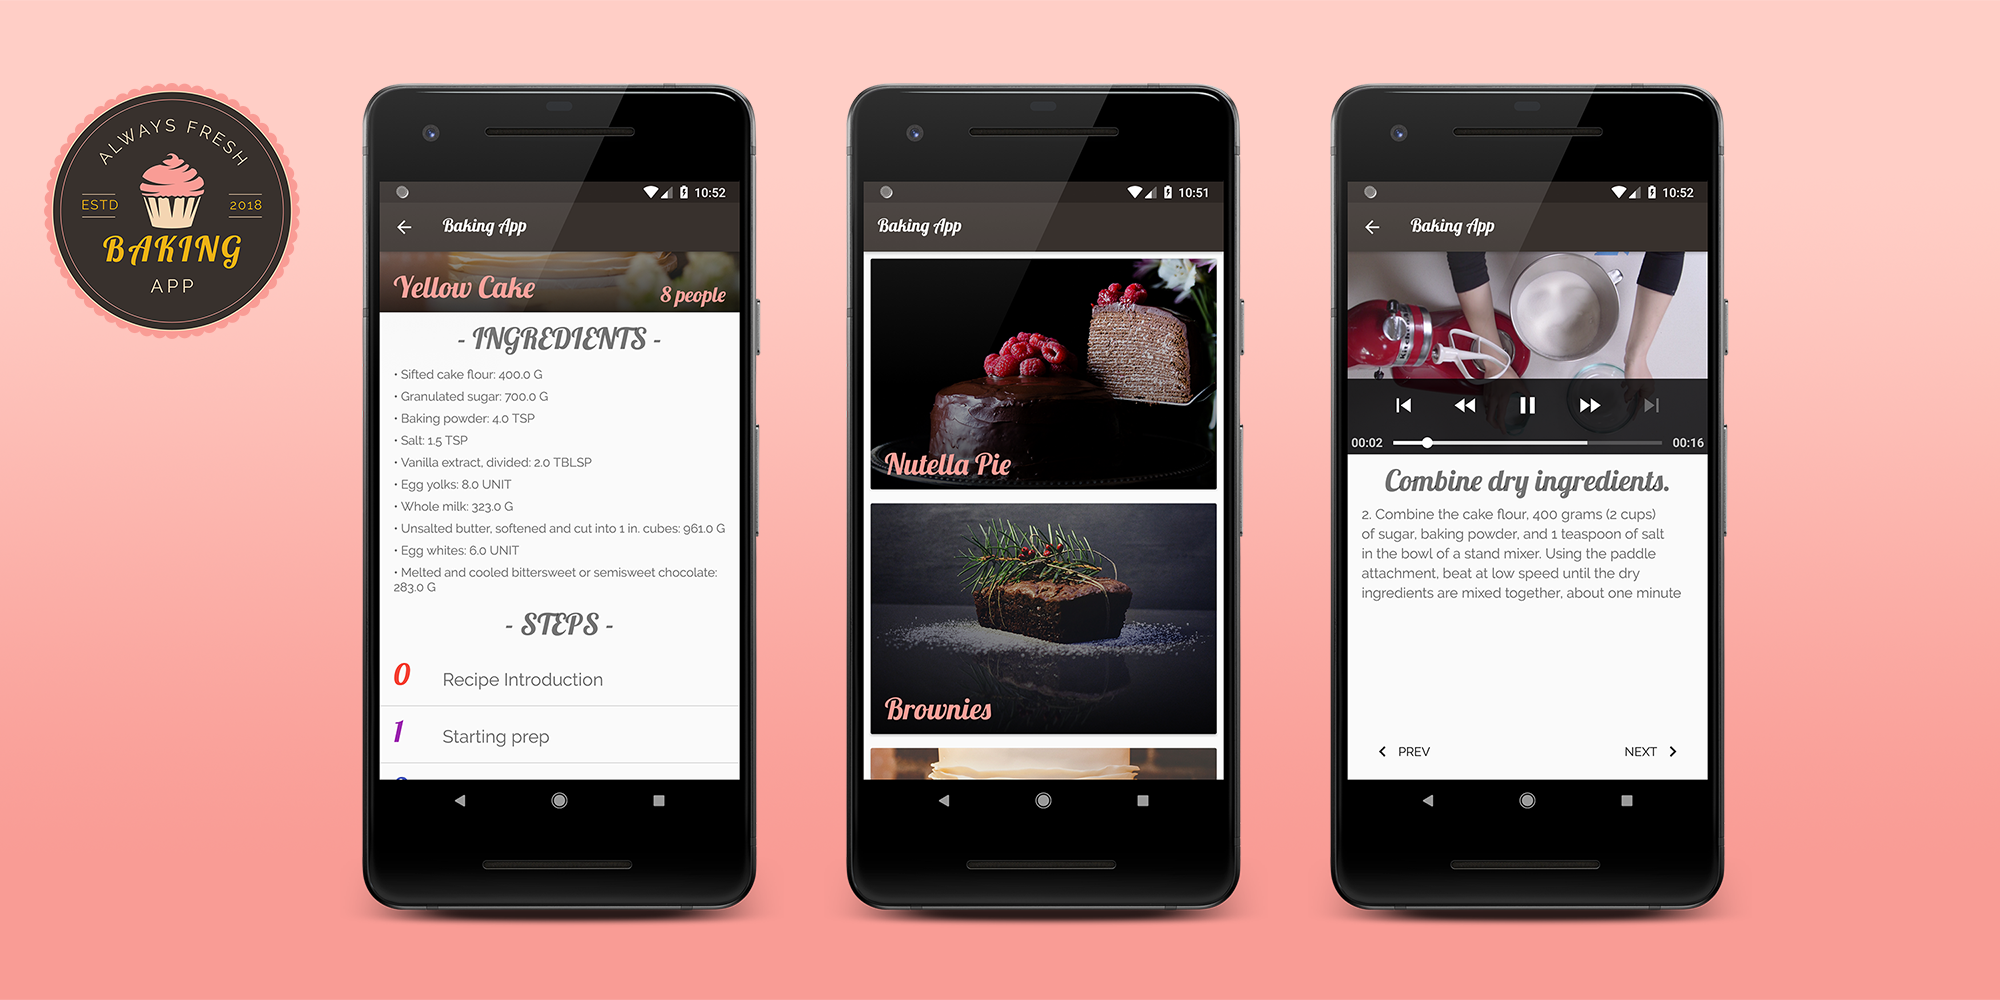 ALWAYS FRESH
ESTD 2018
BAKING
APP
10:52
Baking App
Yellow Cake
8 people
- INGREDIENTS -
• Sifted cake flour: 400.0 G
• Granulated sugar: 700.0 G
• Baking powder: 4.0 TSP
• Salt: 1.5 TSP
• Vanilla extract, divided: 2.0 TBLSP
• Egg yolks: 8.0 UNIT
• Whole milk: 323.0 G
• Unsalted butter, softened and cut into 1 in. cubes: 961.0 G
• Egg whites: 6.0 UNIT
• Melted and cooled bittersweet or semisweet chocolate:
283.0 G
- STEPS -
0 Recipe Introduction
1 Starting prep
10:51
Baking App
Nutella Pie
Brownies
10:52
Baking App
KitchenAid
00:02 00:16
Combine dry ingredients.
2. Combine the cake flour, 400 grams (2 cups)
of sugar, baking powder, and 1 teaspoon of salt
in the bowl of a stand mixer. Using the paddle
attachment, beat at low speed until the dry
ingredients are mixed together, about one minute
PREV NEXT